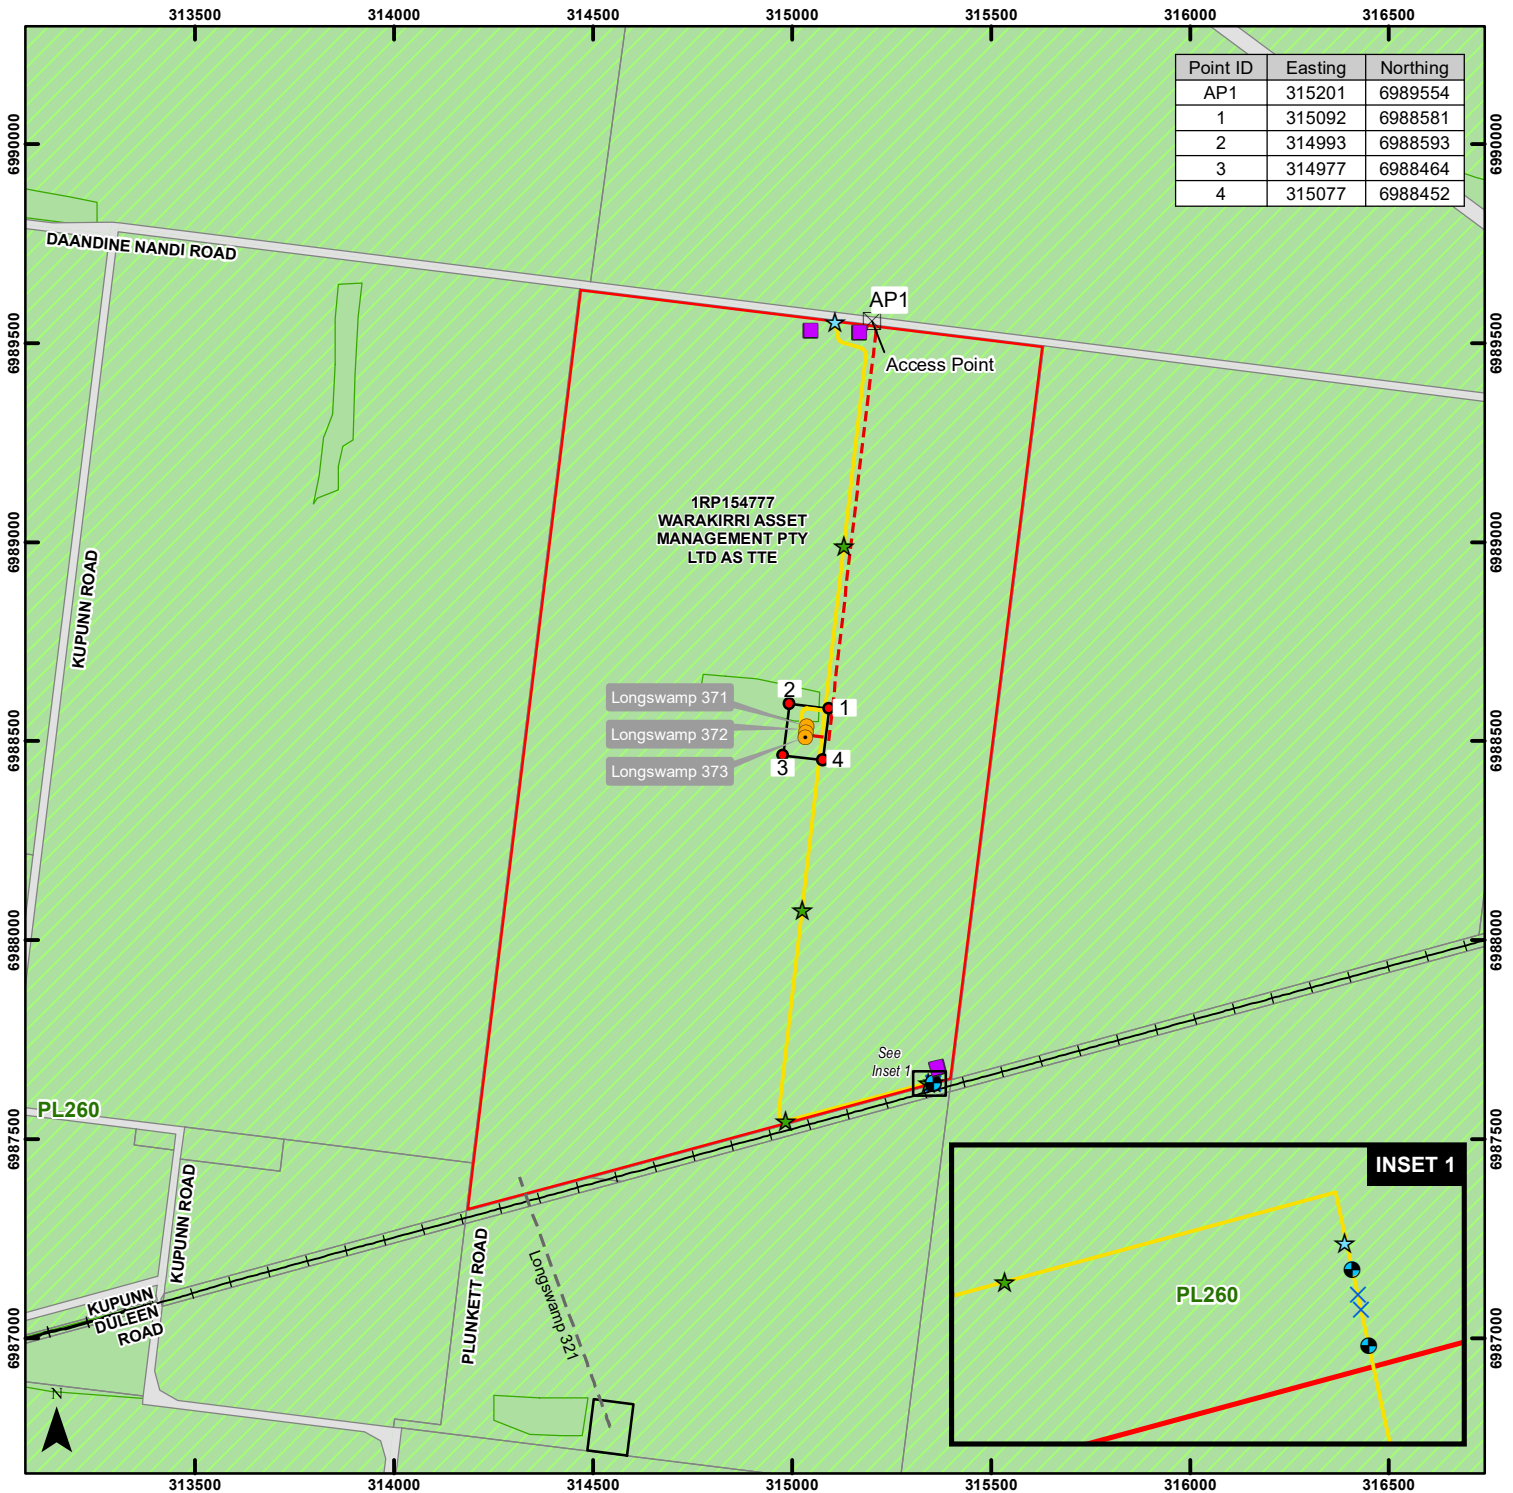 313500 314000 314500 315000 315500 316000 316500
Point ID Easting Northing
AP1 315201 6989554
1 315092 6988581
2 314993 6988593
3 314977 6988464
4 315077 6988452
6990000
6990000
DAANDINE NANDI ROAD
AP1
Access Point
6989500
6989500
1RP154777
WARAKIRRI ASSET
MANAGEMENT PTY
LTD AS TTE
6989000
6989000
KUPUNN ROAD
Longswamp 371
Longswamp 372
Longswamp 373
2
1
3
4
6988500
6988500
6988000
6988000
See
Inset 1
PL260
6987500
6987500
KUPUNN ROAD
PLUNKETT ROAD
Longswamp 321
KUPUNN
DULEEN
ROAD
6987000
6987000
INSET 1
PL260
N
313500 314000 314500 315000 315500 316000 316500